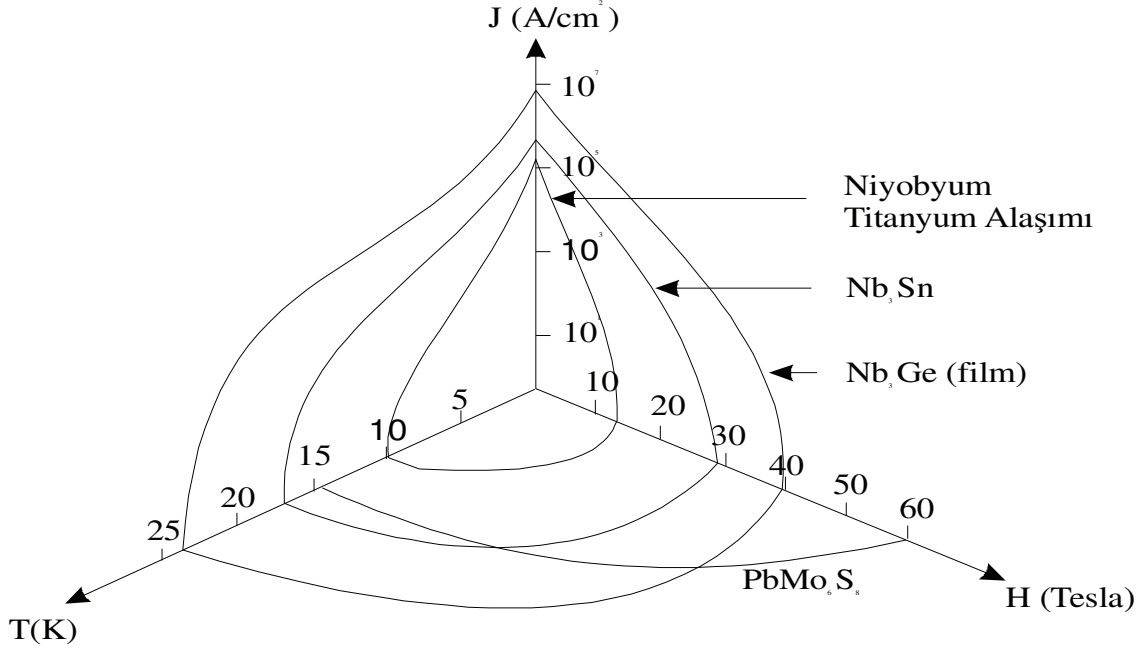 J (A/cm²)
10⁷
10⁵
10³
10¹
Niyobyum
Titanyum Alaşımı
Nb₃Sn
Nb₃Ge (film)
5
10
15
20
25
10
20
30
40
50
60
PbMo₆S₈
T(K)
H (Tesla)